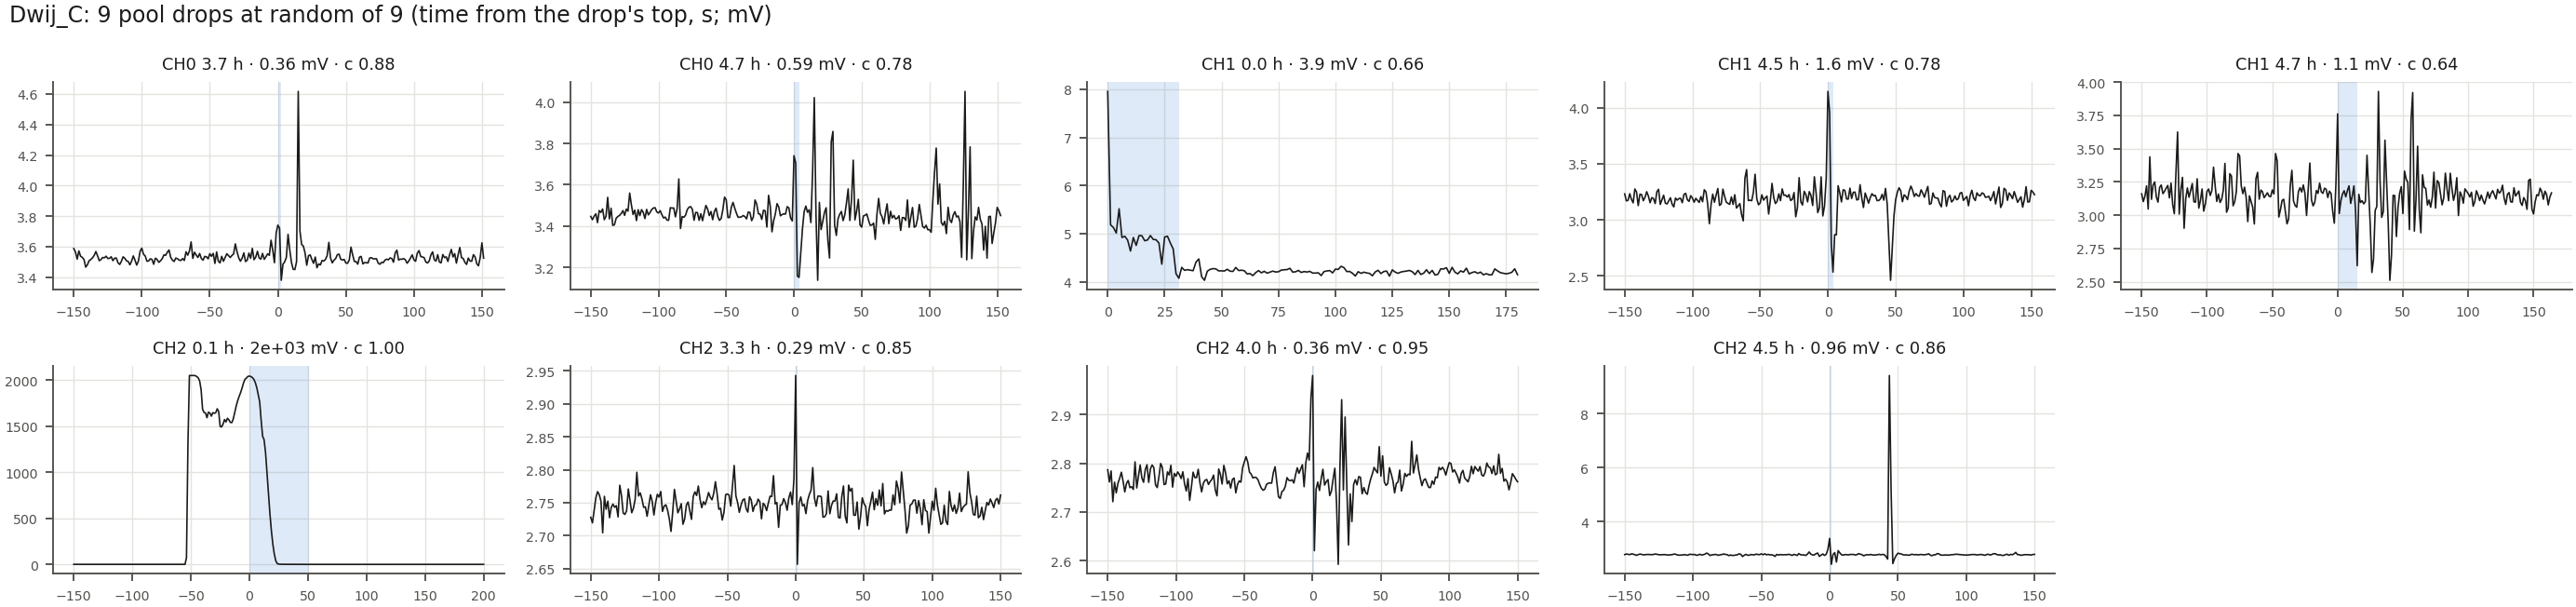 Dwij_C: 9 pool drops at random of 9 (time from the drop's top, s; mV)
CH0 3.7 h · 0.36 mV · c 0.88
4.6
4.4
4.2
4.0
3.8
3.6
3.4
−150 −100 −50 0 50 100 150
CH0 4.7 h · 0.59 mV · c 0.78
4.0
3.8
3.6
3.4
3.2
−150 −100 −50 0 50 100 150
CH1 0.0 h · 3.9 mV · c 0.66
8
7
6
5
4
0 25 50 75 100 125 150 175
CH1 4.5 h · 1.6 mV · c 0.78
4.0
3.5
3.0
2.5
−150 −100 −50 0 50 100 150
CH1 4.7 h · 1.1 mV · c 0.64
4.00
3.75
3.50
3.25
3.00
2.75
2.50
−150 −100 −50 0 50 100 150
CH2 0.1 h · 2e+03 mV · c 1.00
2000
1500
1000
500
0
−150 −100 −50 0 50 100 150 200
CH2 3.3 h · 0.29 mV · c 0.85
2.95
2.90
2.85
2.80
2.75
2.70
2.65
−150 −100 −50 0 50 100 150
CH2 4.0 h · 0.36 mV · c 0.95
2.9
2.8
2.7
2.6
−150 −100 −50 0 50 100 150
CH2 4.5 h · 0.96 mV · c 0.86
8
6
4
−150 −100 −50 0 50 100 150